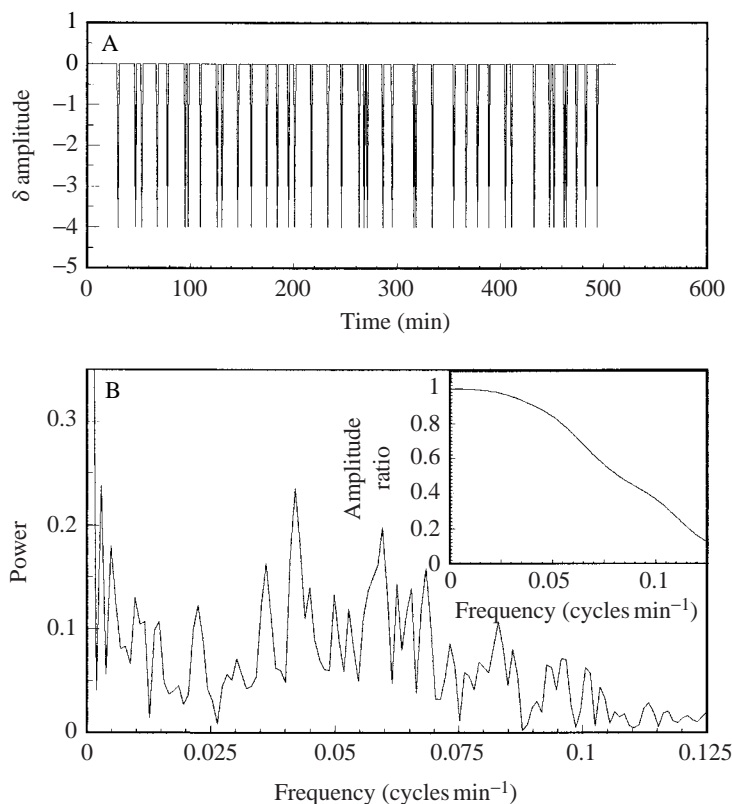 A
1
0
−1
−2
−3
−4
−5
δ amplitude
0 100 200 300 400 500 600
Time (min)
B
0.3
0.2
0.1
0
Power
0 0.025 0.05 0.075 0.1 0.125
Frequency (cycles min−1)
1
0.8
0.6
0.4
0.2
0
Amplitude
ratio
0 0.05 0.1
Frequency (cycles min−1)